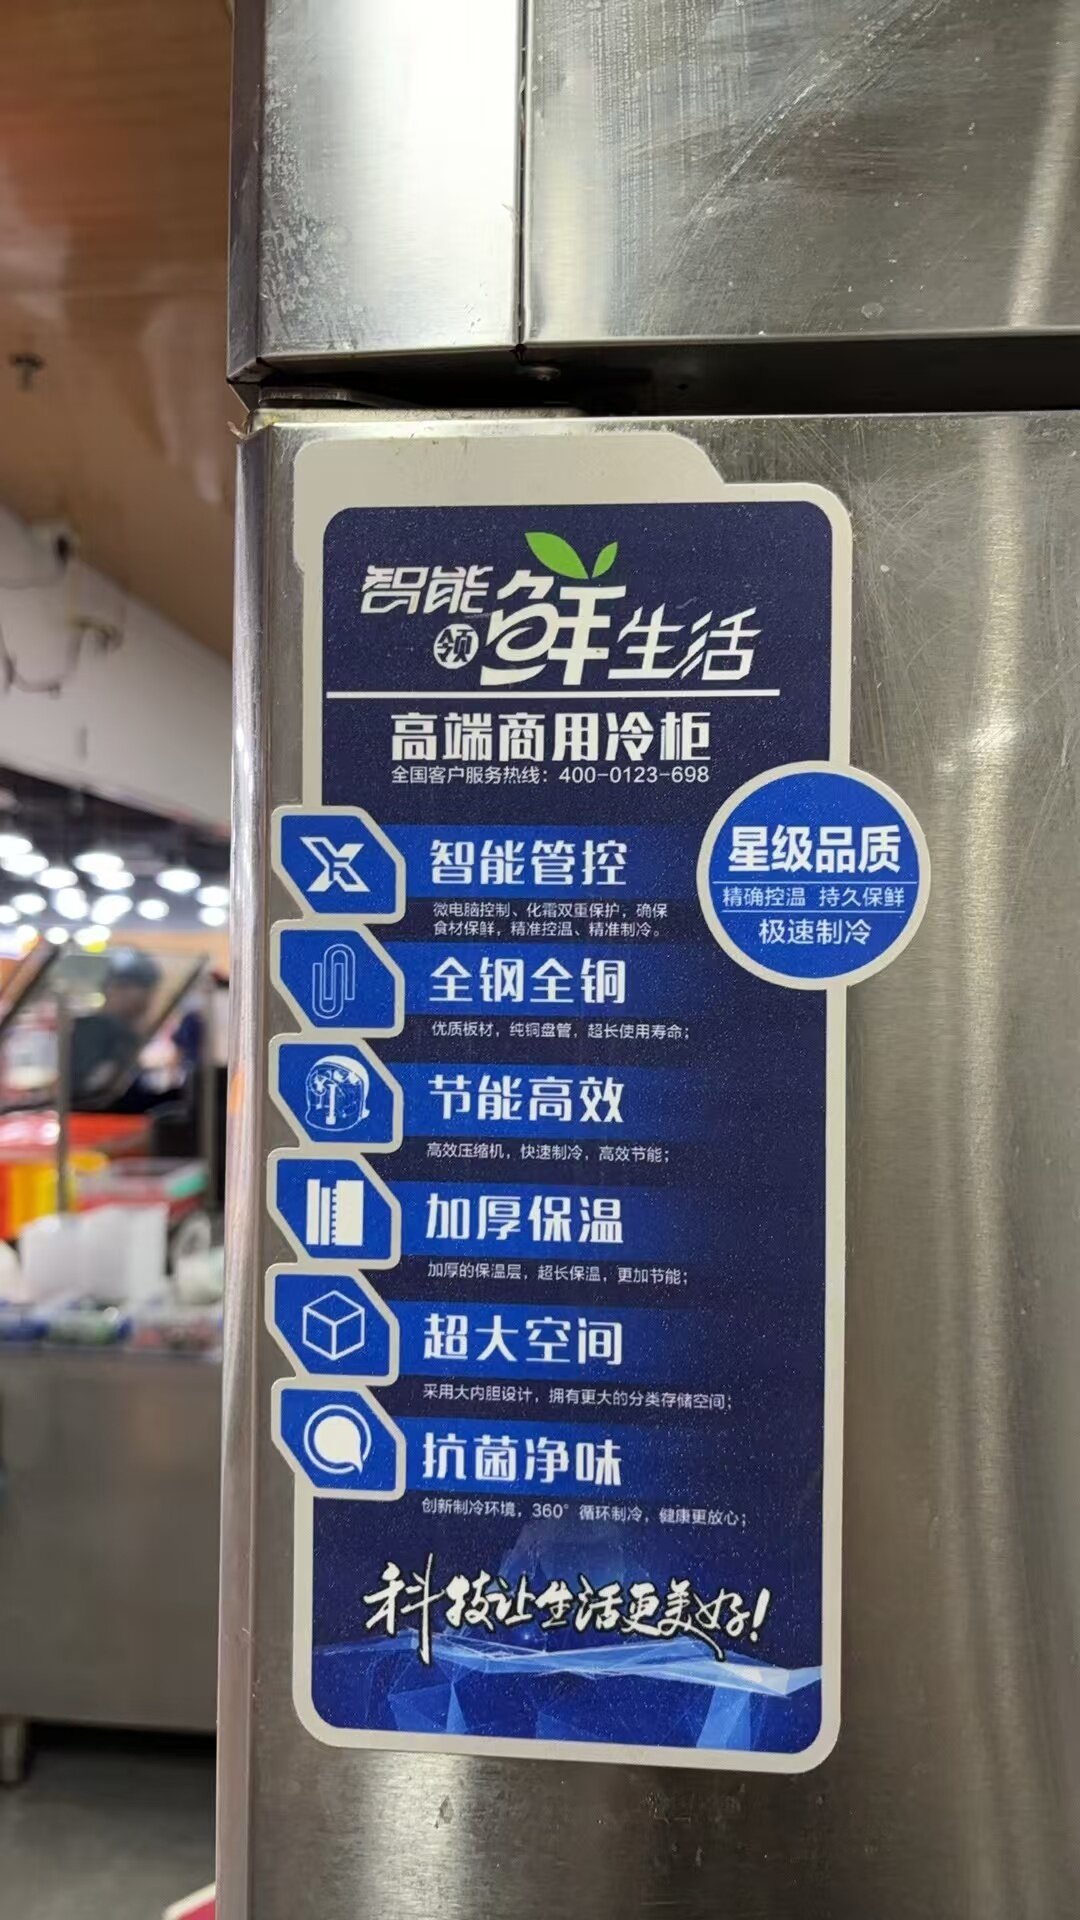 智能
领鲜生活
高端商用冷柜
全国客户服务热线：400-0123-698
星级品质
精确控温 持久保鲜
极速制冷
智能管控
微电脑控制、化霜双重保护，确保
食材保鲜，精准控温、精准制冷。
全钢全铜
优质板材，纯铜盘管，超长使用寿命；
节能高效
高效压缩机，快速制冷，高效节能；
加厚保温
加厚的保温层，超长保温，更加节能；
超大空间
采用大内胆设计，拥有更大的分类存储空间；
抗菌净味
创新制冷环境，360°循环制冷，健康更放心；
科技让生活更美好！